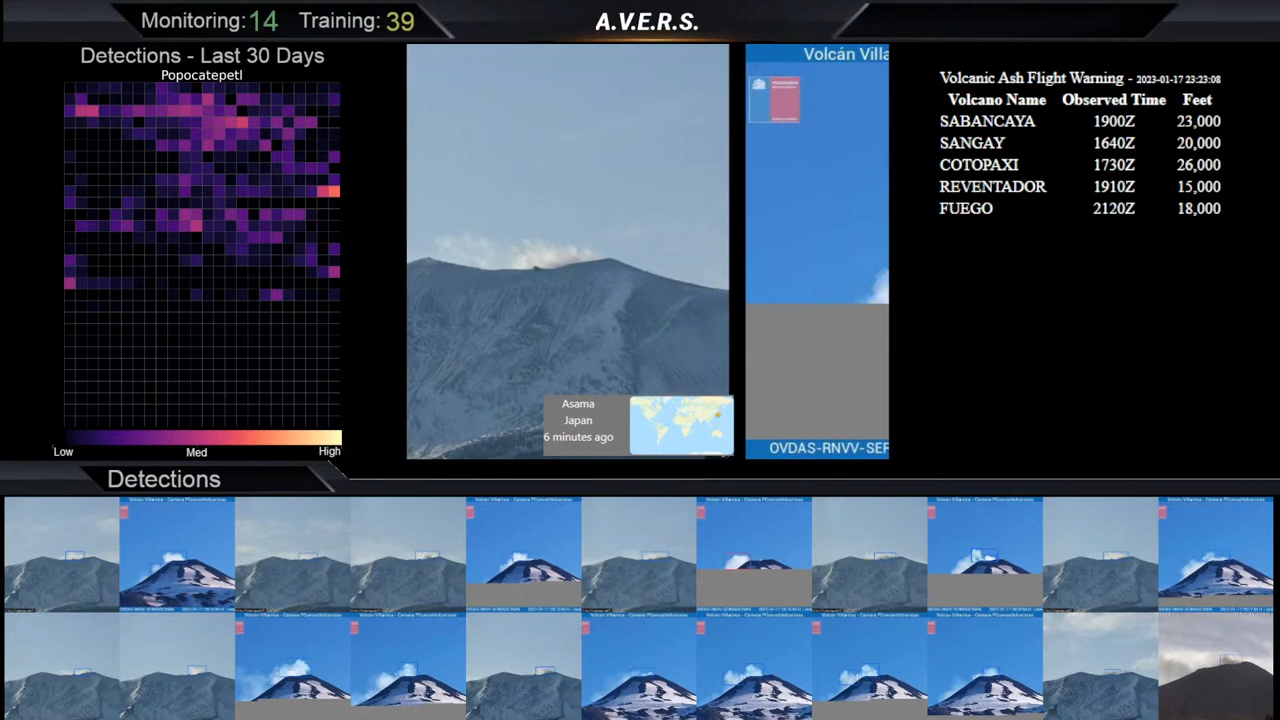 Monitoring: 14 Training: 39
A.V.E.R.S.
Detections - Last 30 Days
Popocatepetl
Low Med High
Asama
Japan
6 minutes ago
Volcán Villa
OVDAS-RNVV-SER
Volcanic Ash Flight Warning - 2023-01-17 23:23:08
Volcano Name Observed Time Feet
SABANCAYA 1900Z 23,000
SANGAY 1640Z 20,000
COTOPAXI 1730Z 26,000
REVENTADOR 1910Z 15,000
FUEGO 2120Z 18,000
Detections